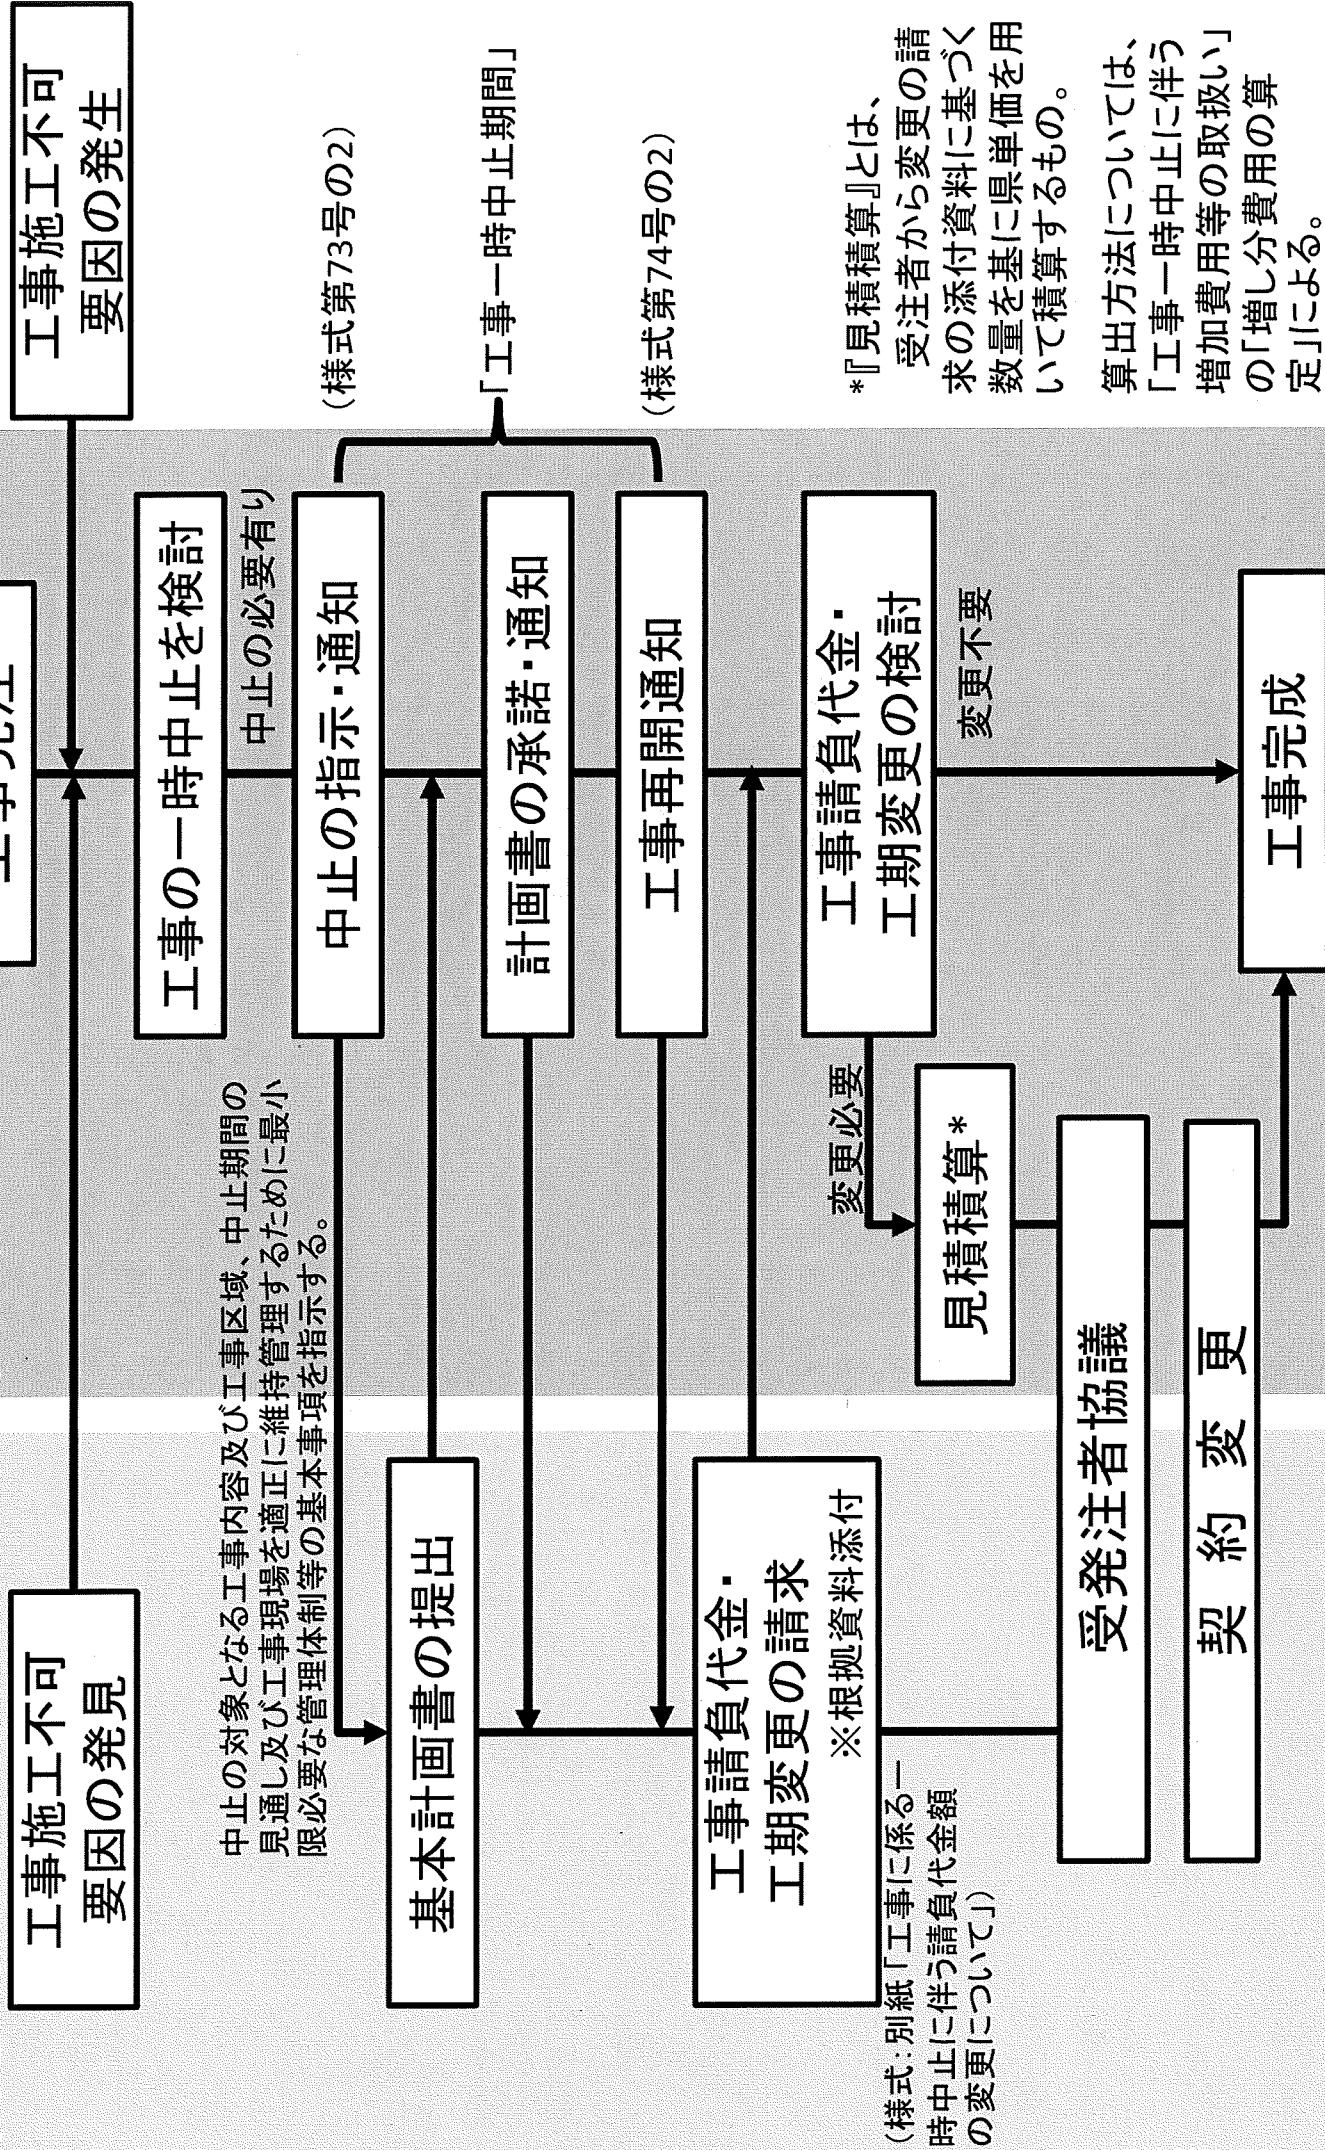 工事施工不可
要因の発見
工事施工不可
要因の発生
工事の一時中止を検討
中止の必要有り
中止の対象となる工事内容及び工事区域、中止期間の
見通し及び工事現場を適正に維持管理するために最小
限必要な管理体制等の基本事項を指示する。
中止の指示・通知
(様式第73号の2)
基本計画書の提出
計画書の承諾・通知
「工事一時中止期間」
工事再開通知
(様式第74号の2)
工事請負代金・
工期変更の請求
※根拠資料添付
(様式:別紙「工事に係る一
時中止に伴う請負代金額
の変更について」)
工事請負代金・
工期変更の検討
変更必要
変更不要
見積積算*
*『見積積算』とは、
受注者から変更の請
求の添付資料に基づく
数量を基に県単価を用
いて積算するもの。
算出方法については、
「工事一時中止に伴う
増加費用等の取扱い」
の「増し分費用の算
定」による。
受発注者協議
契約変更
工事完成